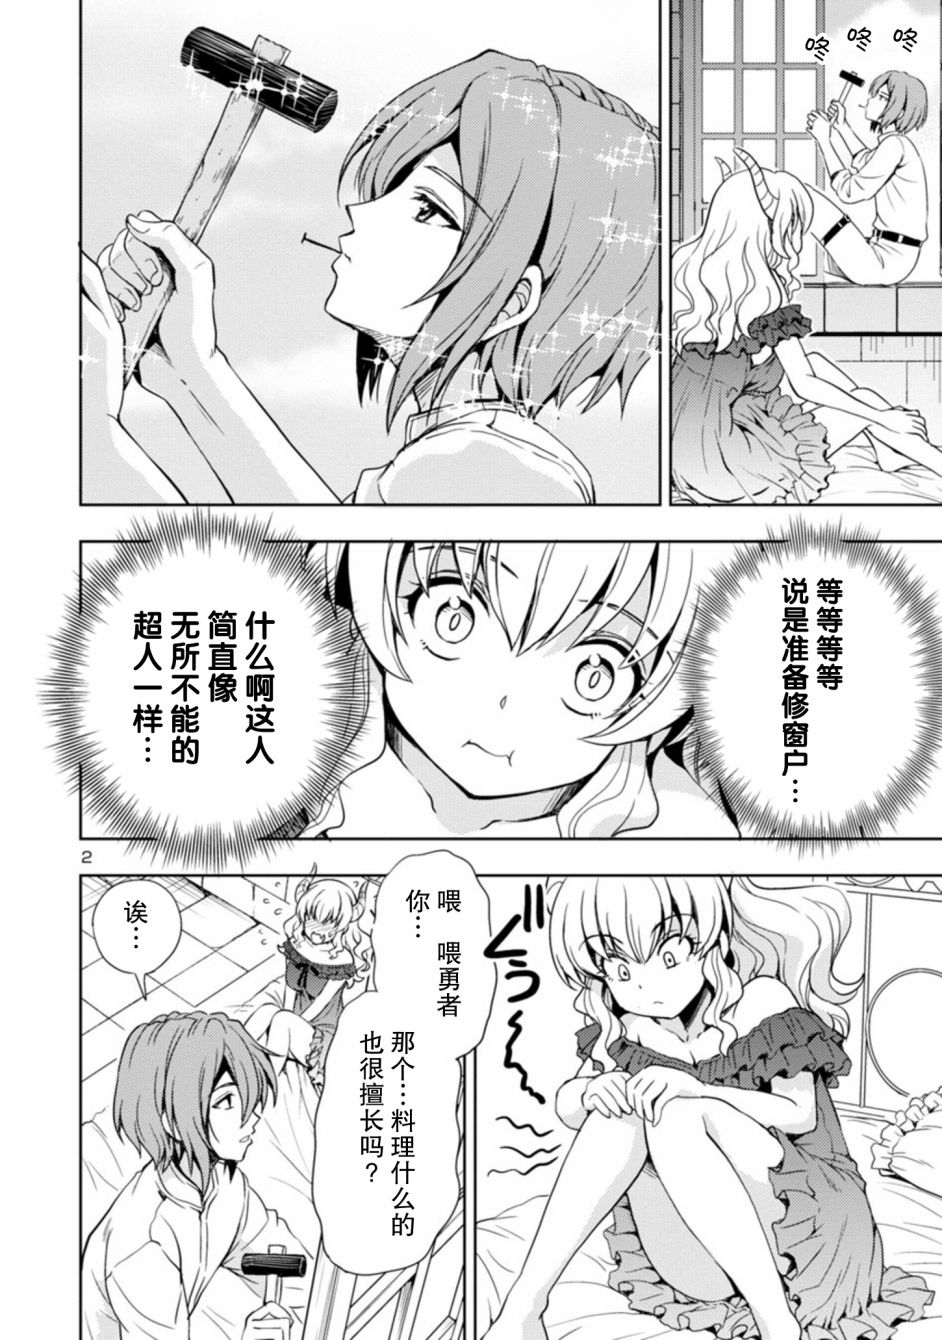 咚 咚 咚
等等等等
说是准备修窗户…
什么啊这人
简直像
无所不能的
超人一样…
2
ぐぅ~
喂 喂勇者
你…
那个…料理什么的
也很擅长吗？
诶…